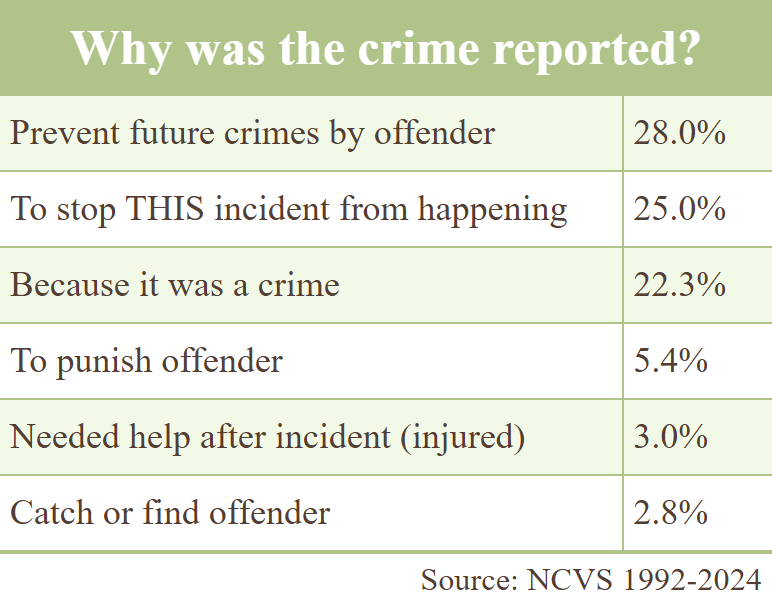 Why was the crime reported?
Prevent future crimes by offender 28.0%
To stop THIS incident from happening 25.0%
Because it was a crime 22.3%
To punish offender 5.4%
Needed help after incident (injured) 3.0%
Catch or find offender 2.8%
Source: NCVS 1992-2024